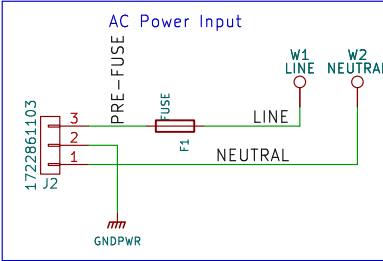 AC Power Input
PRE-FUSE
FUSE
F1
W1
LINE
W2
NEUTRAL
LINE
NEUTRAL
1722861103
3
2
1
J2
GNDPWR